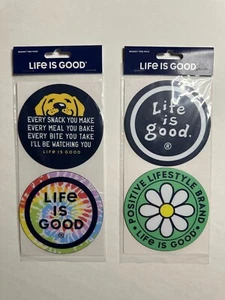 LIFE IS GOOD®
EVERY SNACK YOU MAKE
EVERY MEAL YOU BAKE
EVERY BITE YOU TAKE
I'LL BE WATCHING YOU
LIFE IS GOOD
LIFE
IS
GOOD
®
LIFE IS GOOD®
Life
is
good.
®
POSITIVE LIFESTYLE BRAND
• LIFE IS GOOD •